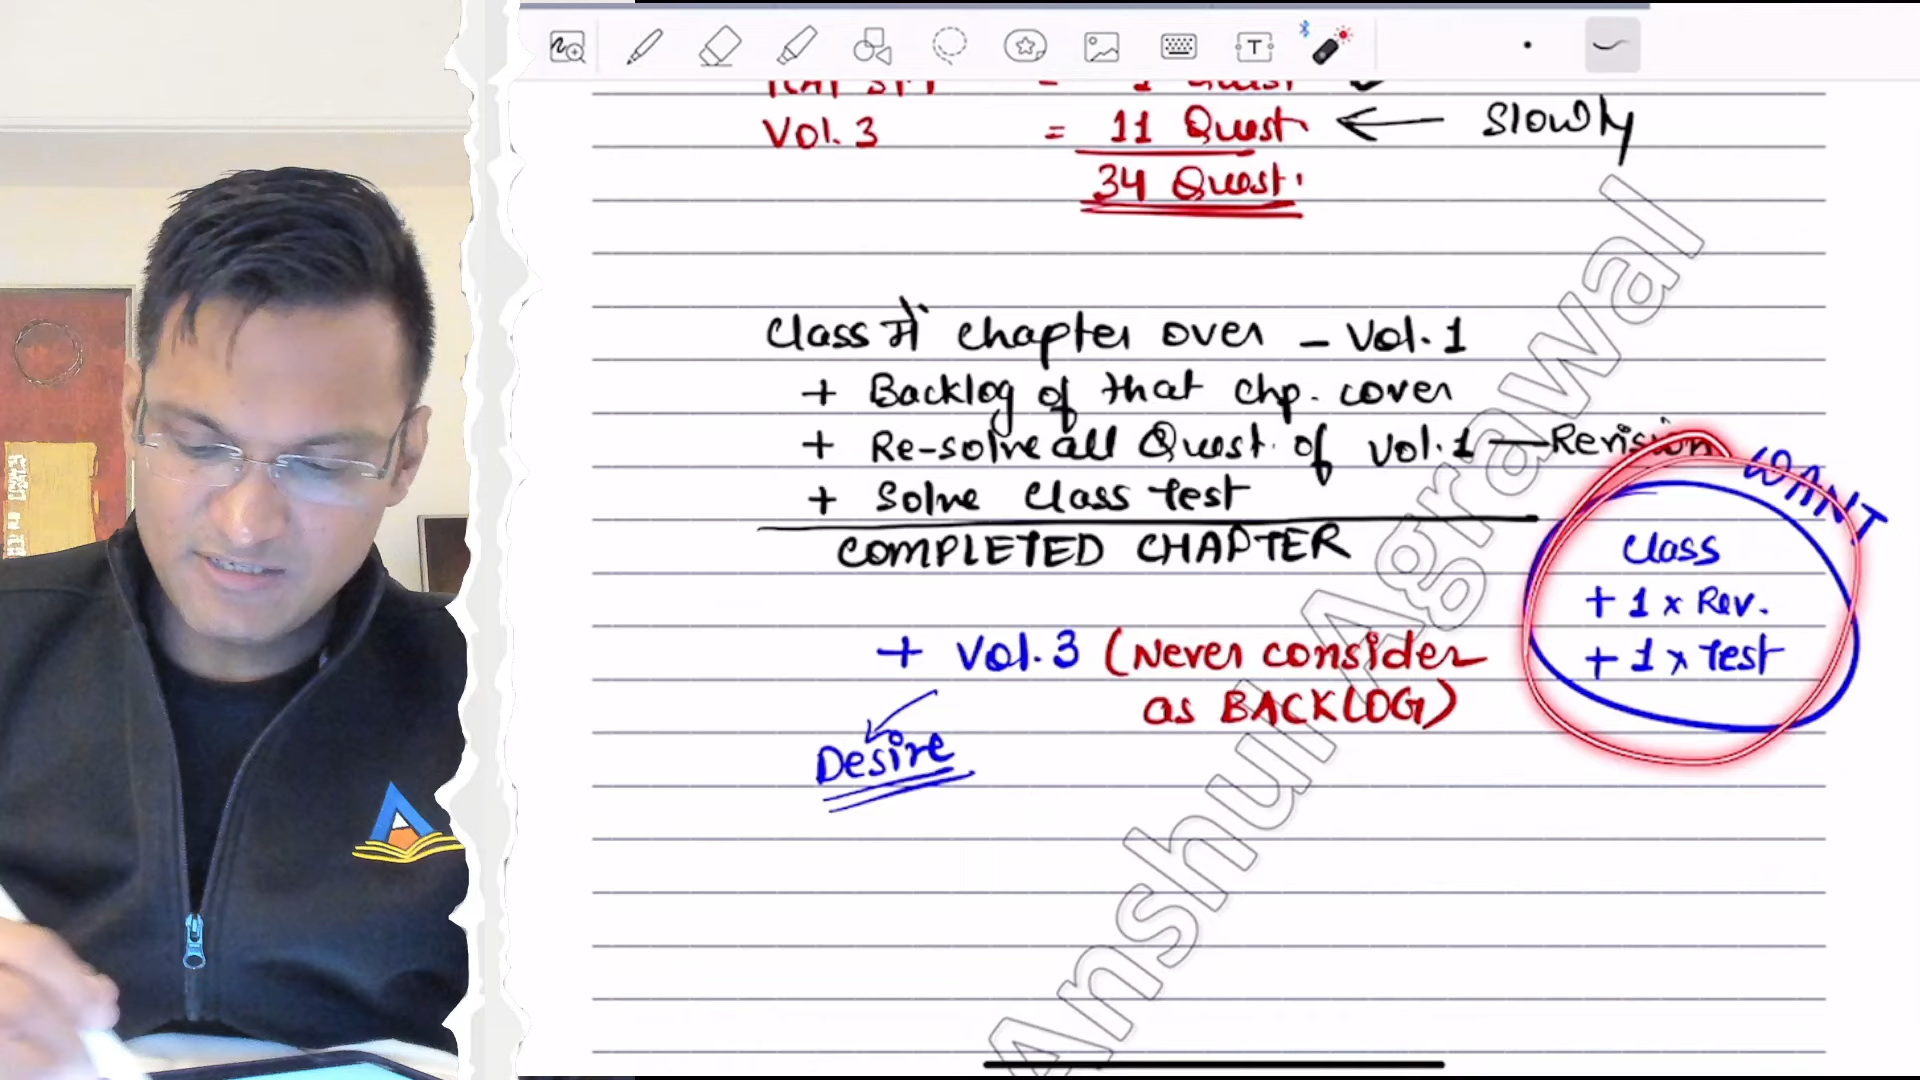 Vol. 3 = 11 Quest. ← Slowly
34 Quest.
Class में chapter over - Vol. 1
+ Backlog of that chp. cover
+ Re-solve all Quest. of Vol. 1 — Revision
+ Solve Class Test
COMPLETED CHAPTER
WANT
Class
+ 1 x Rev.
+ 1 x Test
+ Vol. 3 (Never consider
as BACKLOG)
Desire
Anshul Agrawal